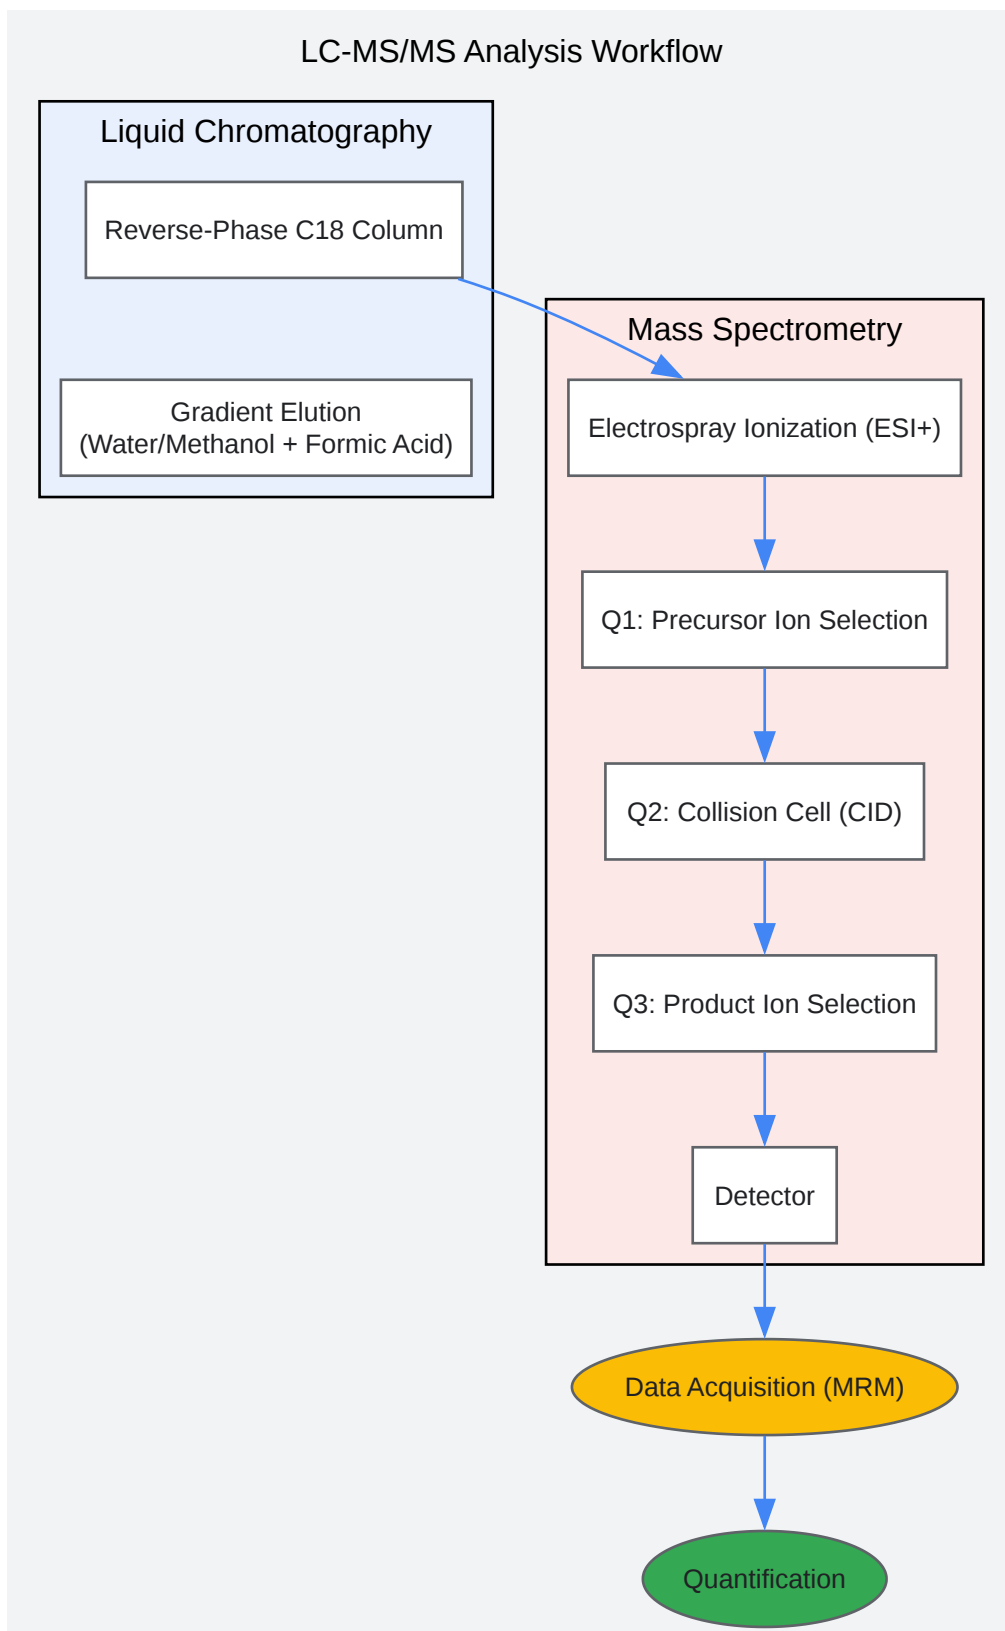 LC-MS/MS Analysis Workflow
Liquid Chromatography
Reverse-Phase C18 Column
Gradient Elution
(Water/Methanol + Formic Acid)
Mass Spectrometry
Electrospray Ionization (ESI+)
Q1: Precursor Ion Selection
Q2: Collision Cell (CID)
Q3: Product Ion Selection
Detector
Data Acquisition (MRM)
Quantification